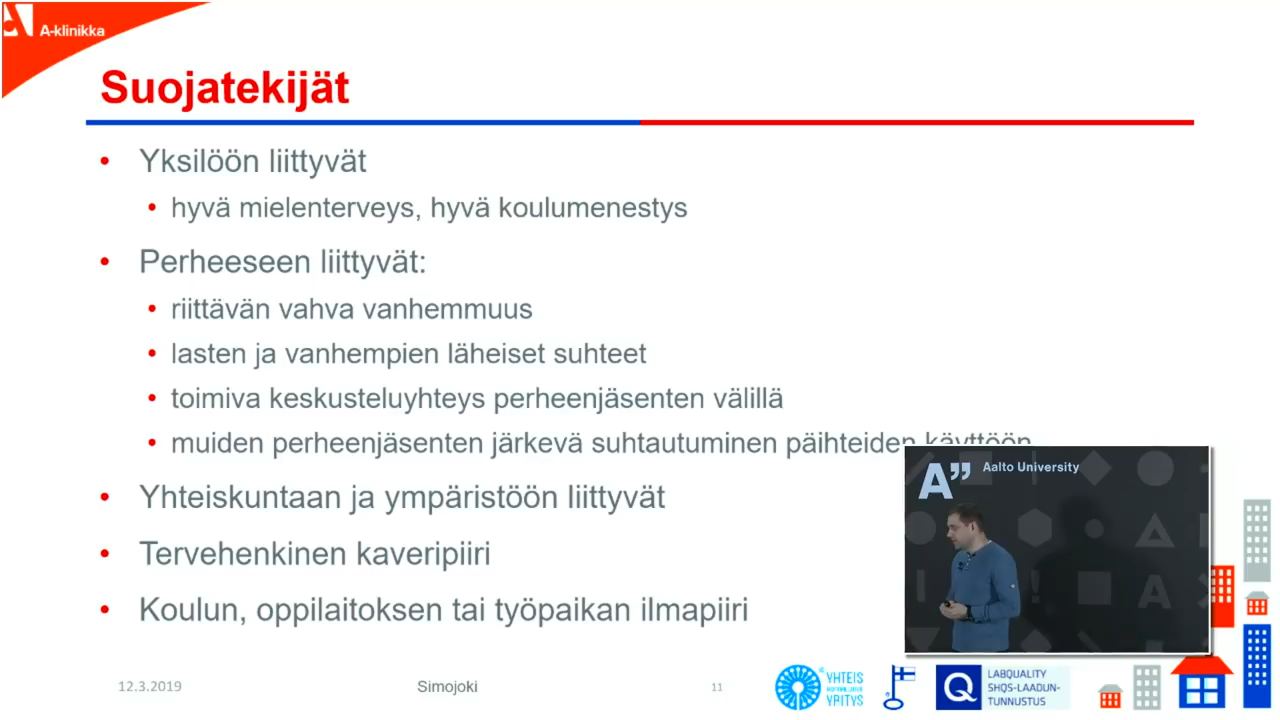 A-klinikka
Suojatekijät
• Yksilöön liittyvät
• hyvä mielenterveys, hyvä koulumenestys
• Perheeseen liittyvät:
• riittävän vahva vanhemmuus
• lasten ja vanhempien läheiset suhteet
• toimiva keskusteluyhteys perheenjäsenten välillä
• muiden perheenjäsenten järkevä suhtautuminen päihteiden käyttöön
• Yhteiskuntaan ja ympäristöön liittyvät
• Tervehenkinen kaveripiiri
• Koulun, oppilaitoksen tai työpaikan ilmapiiri
A” Aalto University
12.3.2019
Simojoki
11
YHTEIS
YRITYS
Q
LABQUALITY
SHQS-LAADUN-
TUNNUSTUS